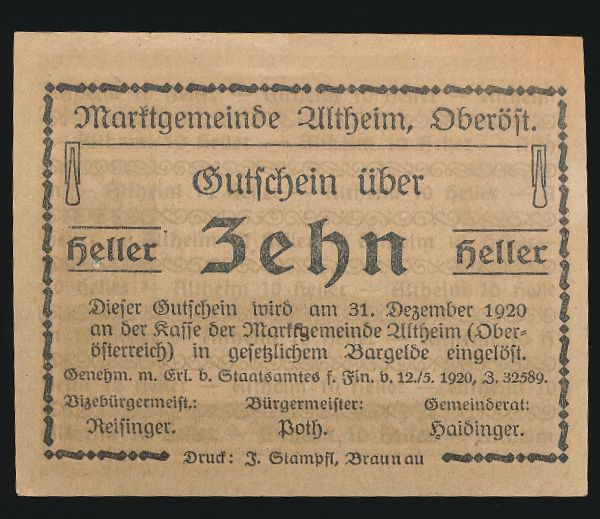 Marktgemeinde Altheim, Oberöst.
Gutschein über
Heller Zehn Heller
Dieser Gutschein wird am 31. Dezember 1920
an der Kasse der Marktgemeinde Altheim (Ober-
österreich) in gesetzlichem Bargelde eingelöst.
Genehm. m. Erl. b. Staatsamtes f. Fin. v. 12./5. 1920, Z. 32589.
Vizebürgermeist.: Bürgermeister: Gemeinderat:
Reisinger. Poth. Haidinger.
Druck: J. Stampfl, Braunau